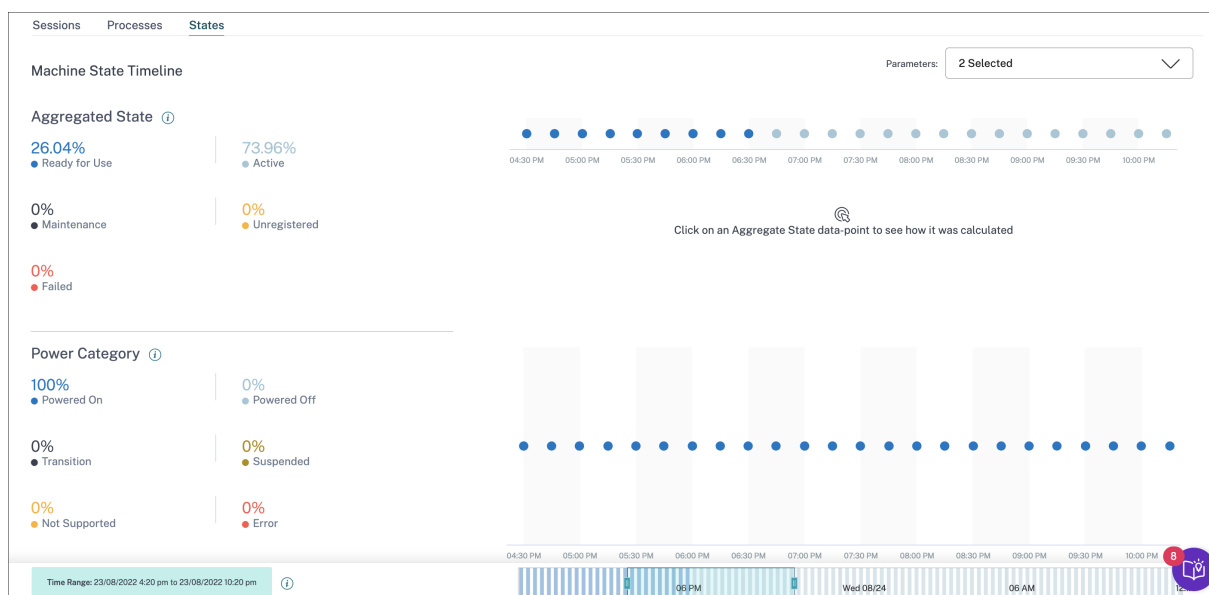 Sessions Processes States
Machine State Timeline
Parameters: 2 Selected
Aggregated State
26.04% 73.96%
Ready for Use Active
0% 0%
Maintenance Unregistered
0%
Failed
04:30 PM 05:00 PM 05:30 PM 06:00 PM 06:30 PM 07:00 PM 07:30 PM 08:00 PM 08:30 PM 09:00 PM 09:30 PM 10:00 PM
Click on an Aggregate State data-point to see how it was calculated
Power Category
100% 0%
Powered On Powered Off
0% 0%
Transition Suspended
0% 0%
Not Supported Error
04:30 PM 05:00 PM 05:30 PM 06:00 PM 06:30 PM 07:00 PM 07:30 PM 08:00 PM 08:30 PM 09:00 PM 09:30 PM 10:00 PM
8
Time Range: 23/08/2022 4:20 pm to 23/08/2022 10:20 pm
06 PM Wed 08/24 06 AM